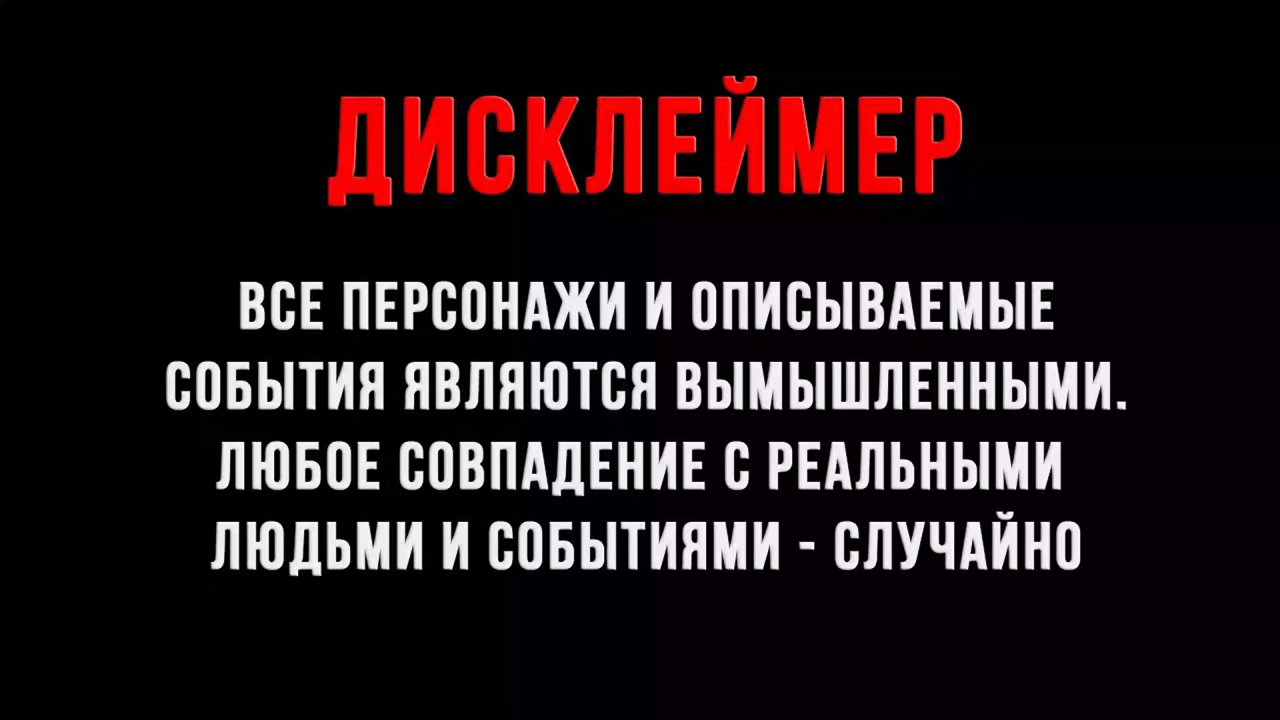 ДИСКЛЕЙМЕР
ВСЕ ПЕРСОНАЖИ И ОПИСЫВАЕМЫЕ
СОБЫТИЯ ЯВЛЯЮТСЯ ВЫМЫШЛЕННЫМИ.
ЛЮБОЕ СОВПАДЕНИЕ С РЕАЛЬНЫМИ
ЛЮДЬМИ И СОБЫТИЯМИ - СЛУЧАЙНО